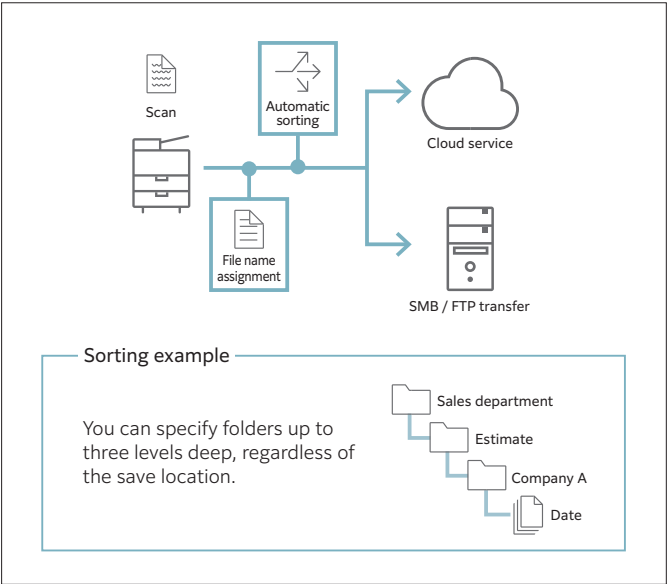 Scan
Automatic
sorting
Cloud service
File name
assignment
SMB / FTP transfer
Sorting example
You can specify folders up to
three levels deep, regardless of
the save location.
Sales department
Estimate
Company A
Date